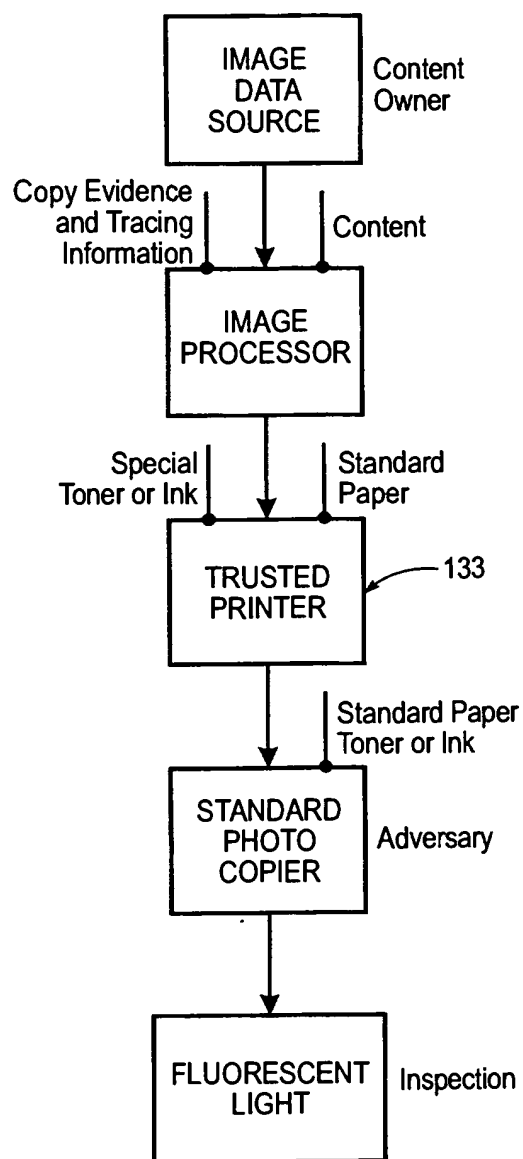 IMAGE
DATA
SOURCE
Content
Owner
Copy Evidence
and Tracing
Information
Content
IMAGE
PROCESSOR
Special
Toner or Ink
Standard
Paper
TRUSTED
PRINTER
133
Standard Paper
Toner or Ink
STANDARD
PHOTO
COPIER
Adversary
FLUORESCENT
LIGHT
Inspection